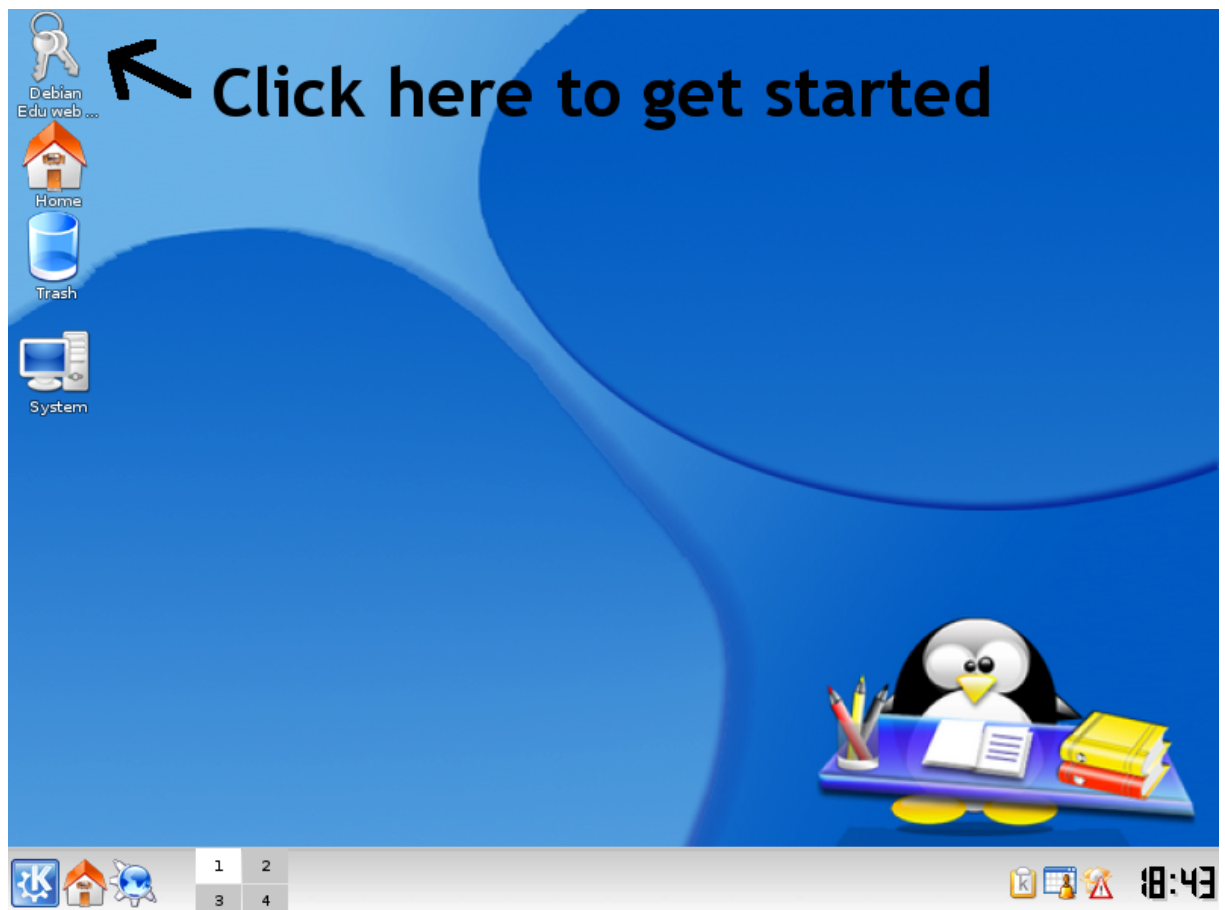 Click here to get started
Debian
Edu web ...
Home
Trash
System
1 2
3 4
18:43